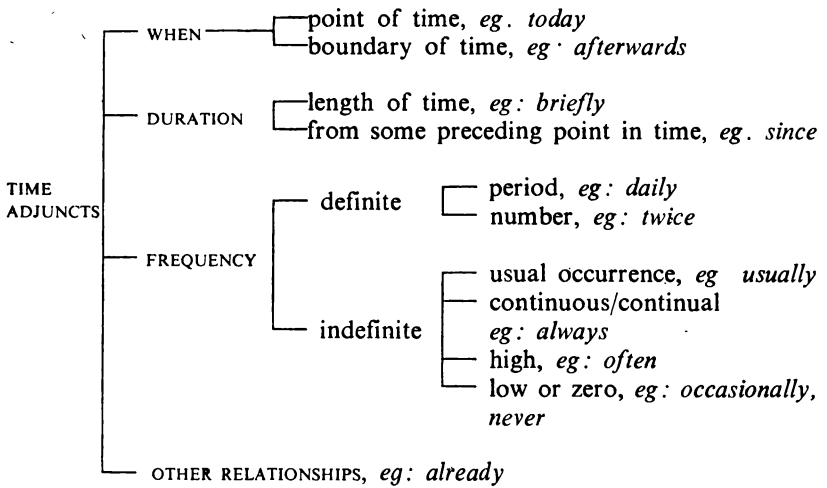 WHEN
point of time, eg. today
boundary of time, eg· afterwards
DURATION
length of time, eg: briefly
from some preceding point in time, eg. since
TIME
ADJUNCTS
FREQUENCY
definite
period, eg: daily
number, eg: twice
indefinite
usual occurrence, eg usually
continuous/continual
eg: always
high, eg: often
low or zero, eg: occasionally,
never
OTHER RELATIONSHIPS, eg: already